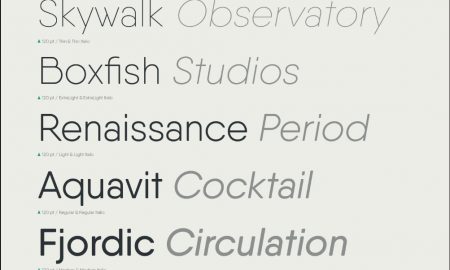 Skywalk Observatory
120 pt / Thin & Thin Italic
Boxfish Studios
120 pt / ExtraLight & ExtraLight Italic
Renaissance Period
120 pt / Light & Light Italic
Aquavit Cocktail
120 pt / Regular & Regular Italic
Fjordic Circulation